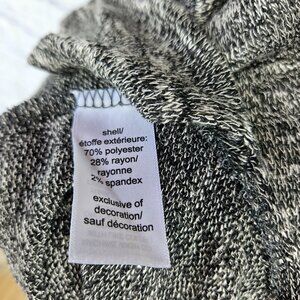 shell/
étoffe extérieure:
70% polyester
28% rayon/
rayonne
2% spandex
exclusive of
decoration/
sauf décoration